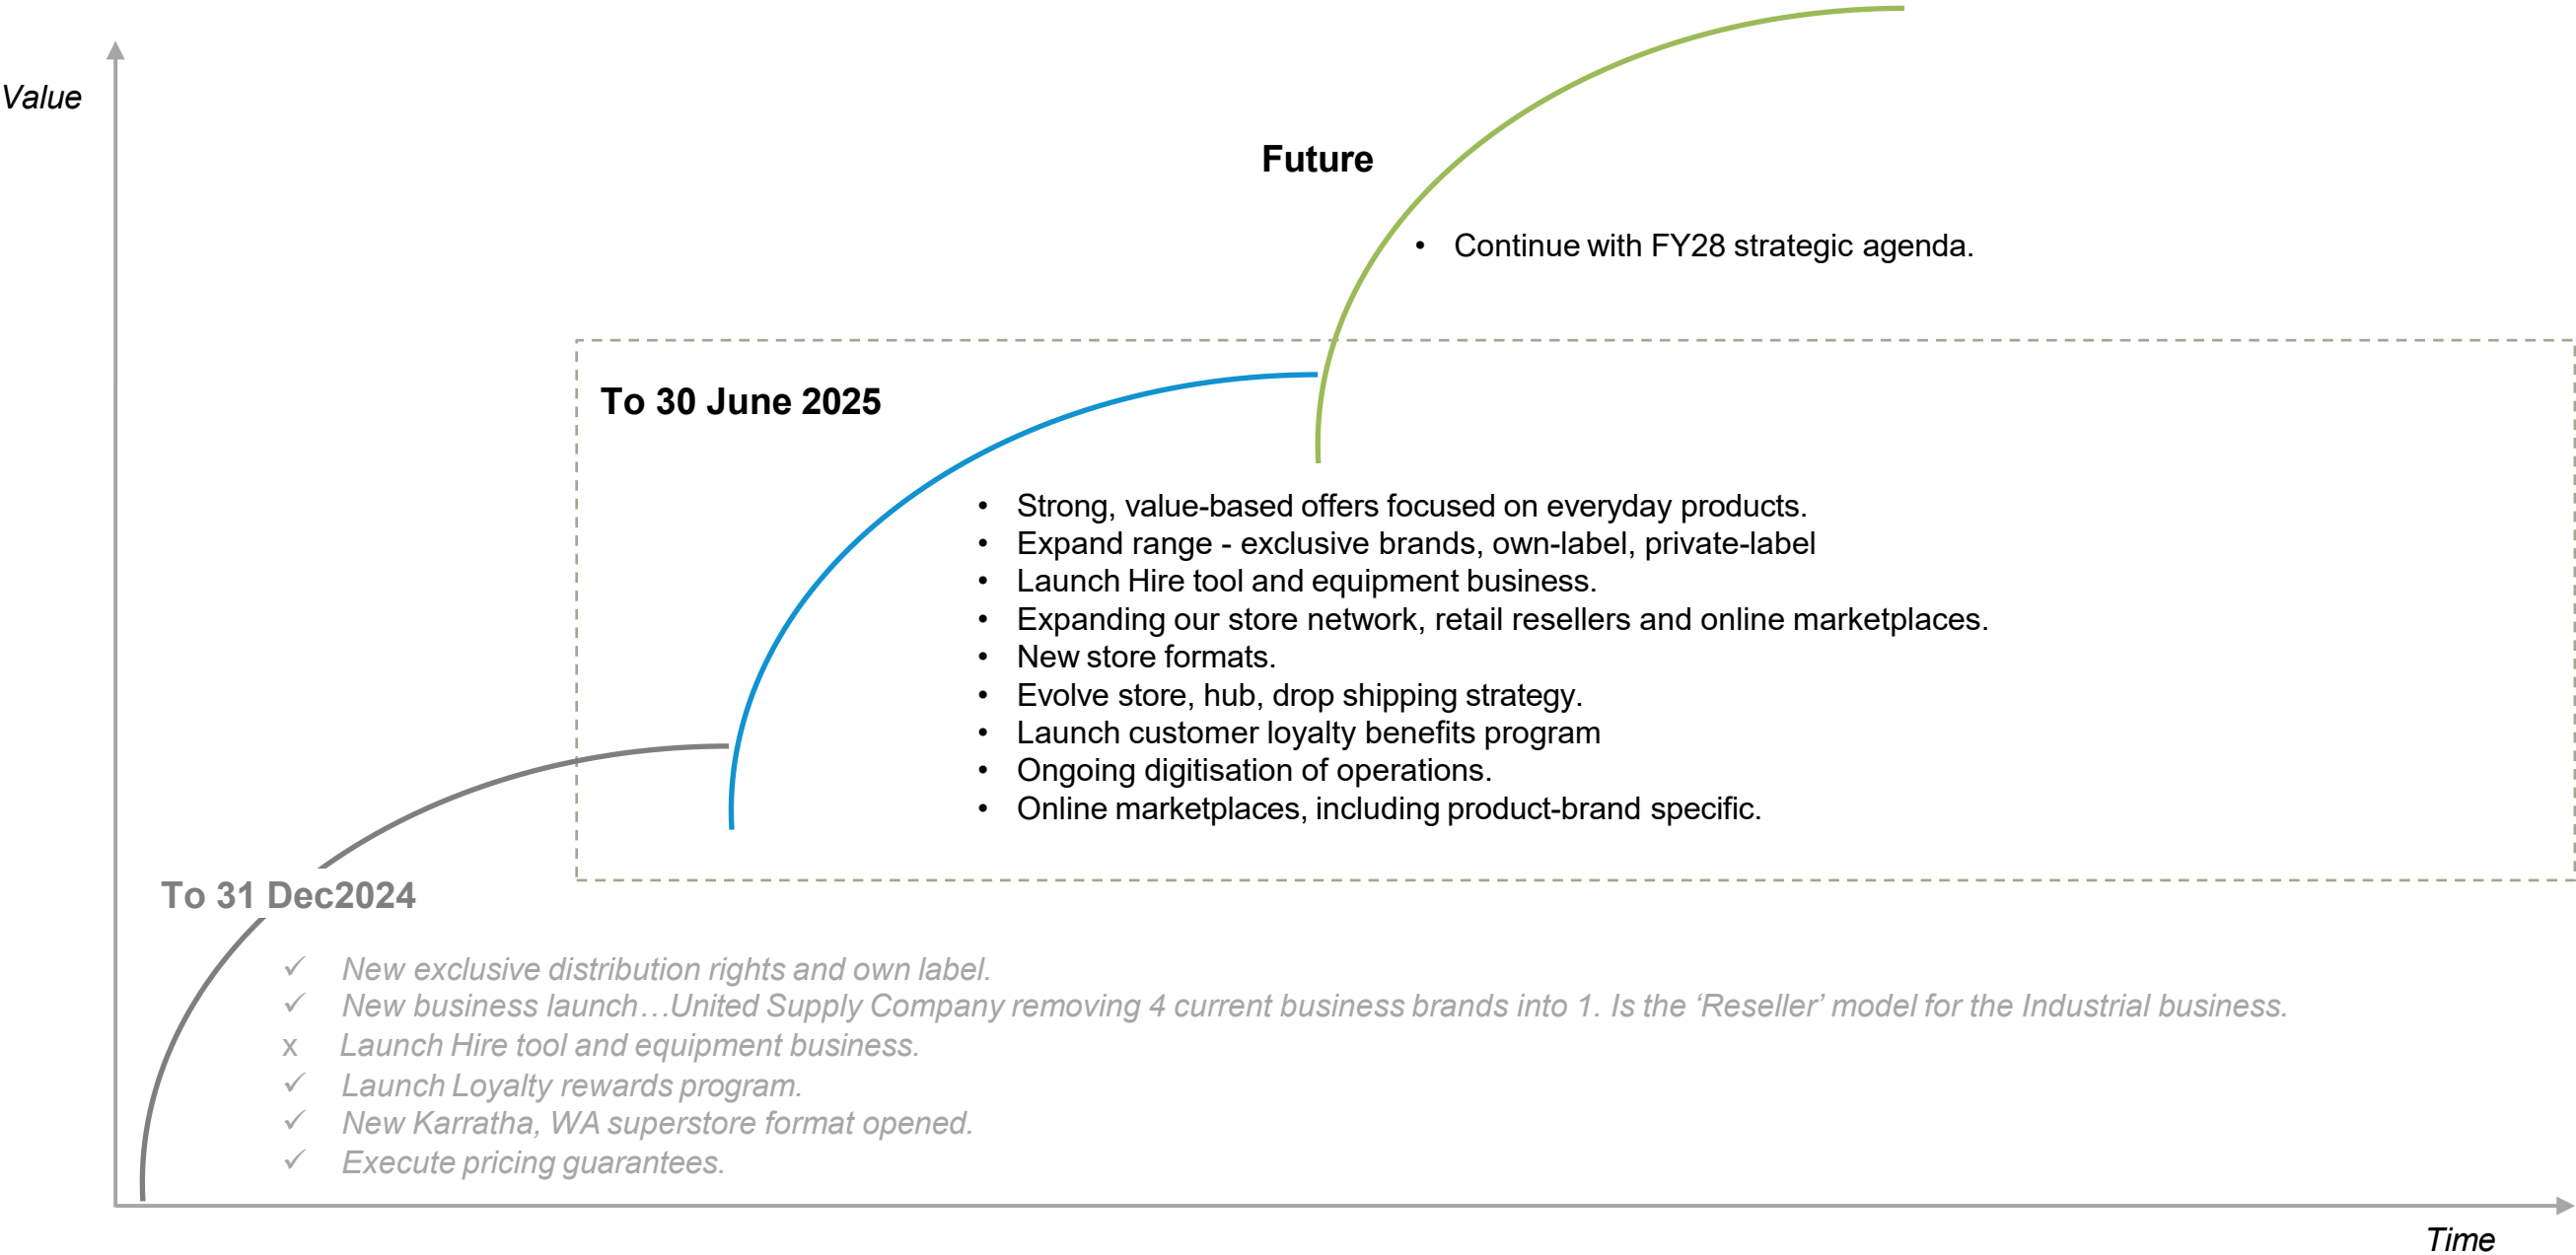 Value
Future
• Continue with FY28 strategic agenda.
To 30 June 2025
• Strong, value-based offers focused on everyday products.
• Expand range - exclusive brands, own-label, private-label
• Launch Hire tool and equipment business.
• Expanding our store network, retail resellers and online marketplaces.
• New store formats.
• Evolve store, hub, drop shipping strategy.
• Launch customer loyalty benefits program
• Ongoing digitisation of operations.
• Online marketplaces, including product-brand specific.
To 31 Dec2024
✓ New exclusive distribution rights and own label.
✓ New business launch…United Supply Company removing 4 current business brands into 1. Is the ‘Reseller’ model for the Industrial business.
x Launch Hire tool and equipment business.
✓ Launch Loyalty rewards program.
✓ New Karratha, WA superstore format opened.
✓ Execute pricing guarantees.
Time